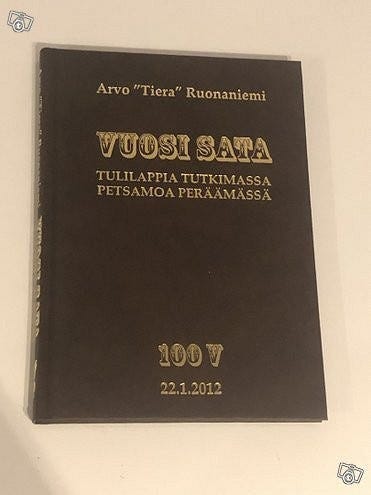 Arvo "Tiera" Ruonaniemi
VUOSI SATA
TULILAPPIA TUTKIMASSA
PETSAMOA PERÄÄMÄSSÄ
100 V
22.1.2012